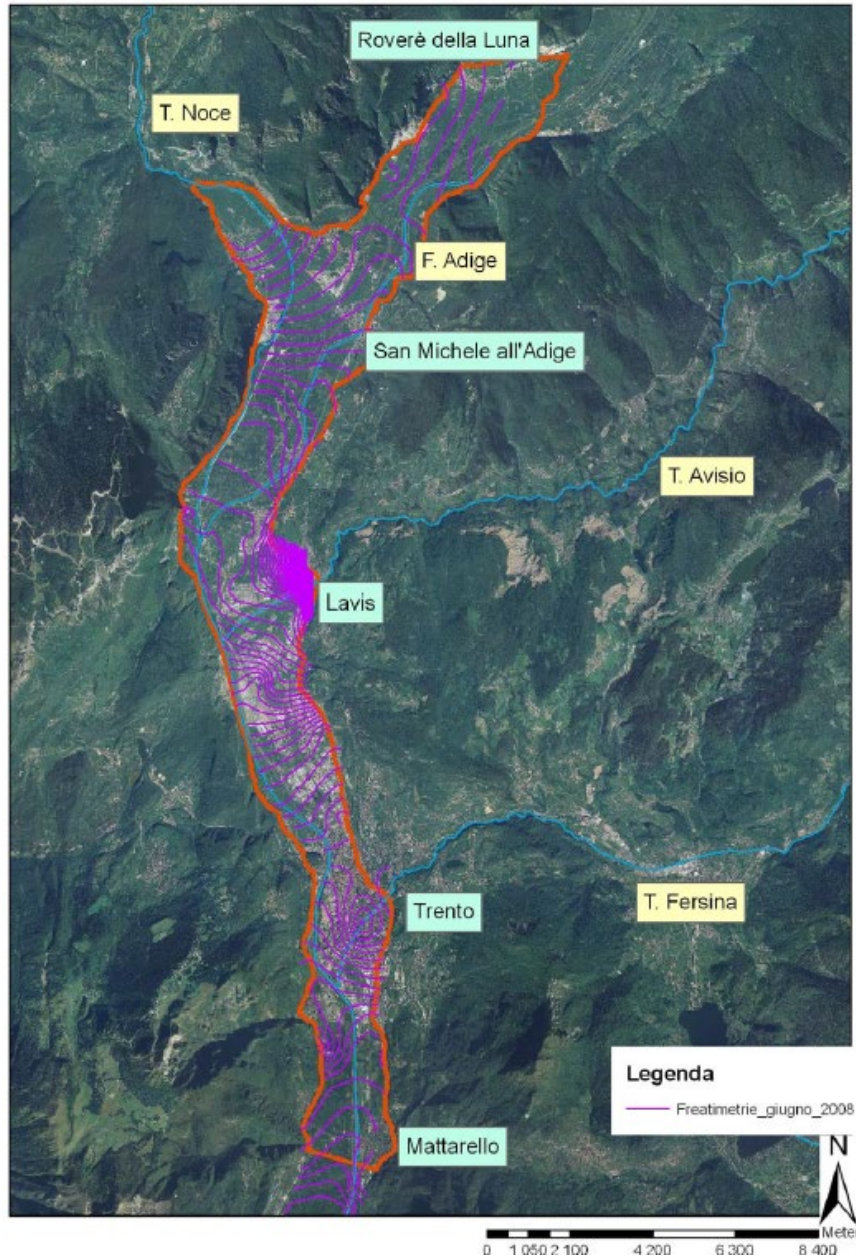 Roverè della Luna
T. Noce
F. Adige
San Michele all'Adige
T. Avisio
Lavis
Trento
T. Fersina
Legenda
Freatimetrie_giugno_2008
Mattarello
N
Mete
0 1 050 2 100 4 200 6 300 8 400